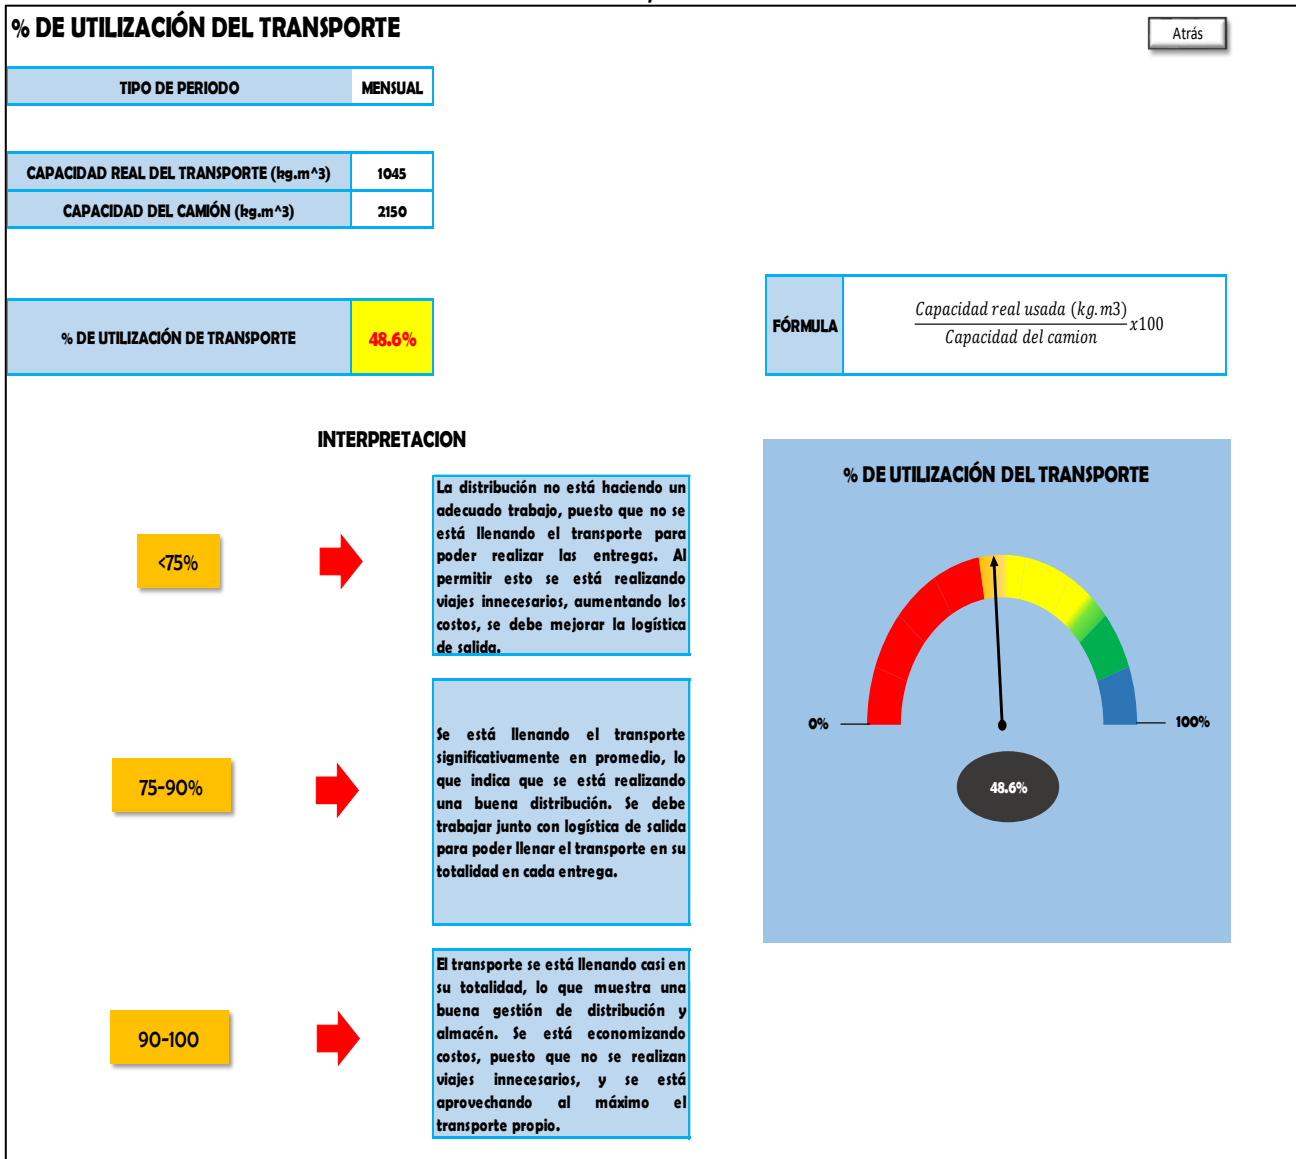 % DE UTILIZACIÓN DEL TRANSPORTE
Atrás
TIPO DE PERIODO MENSUAL
CAPACIDAD REAL DEL TRANSPORTE (kg.m^3) 1045
CAPACIDAD DEL CAMIÓN (kg.m^3) 2150
% DE UTILIZACIÓN DE TRANSPORTE 48.6%
FÓRMULA
Capacidad real usada (kg.m3)
Capacidad del camion
x100
INTERPRETACION
<75%
La distribución no está haciendo un
adecuado trabajo, puesto que no se
está llenando el transporte para
poder realizar las entregas. Al
permitir esto se está realizando
viajes innecesarios, aumentando los
costos, se debe mejorar la logística
de salida.
75-90%
Se está llenando el transporte
significativamente en promedio, lo
que indica que se está realizando
una buena distribución. Se debe
trabajar junto con logística de salida
para poder llenar el transporte en su
totalidad en cada entrega.
90-100
El transporte se está llenando casi en
su totalidad, lo que muestra una
buena gestión de distribución y
almacén. Se está economizando
costos, puesto que no se realizan
viajes innecesarios, y se está
aprovechando al máximo el
transporte propio.
% DE UTILIZACIÓN DEL TRANSPORTE
0%
100%
48.6%